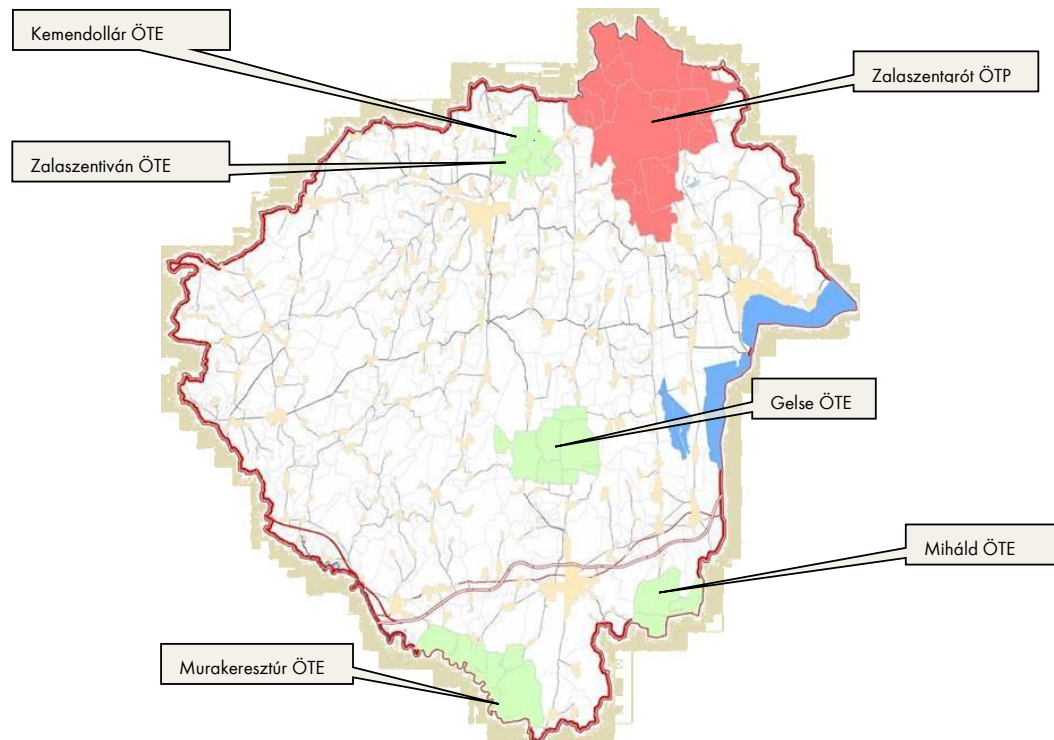 Kemendollár ÖTE
Zalaszentarót ÖTP
Zalaszentiván ÖTE
Gelse ÖTE
Miháld ÖTE
Murakeresztúr ÖTE